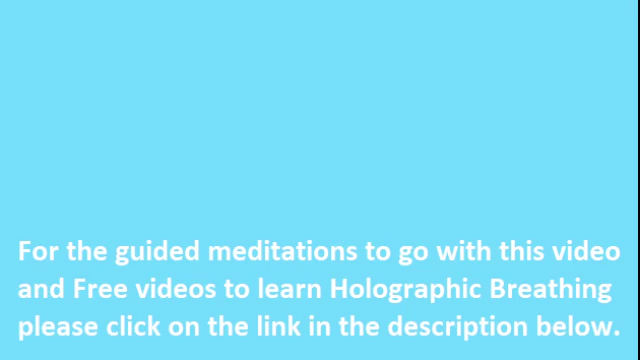 For the guided meditations to go with this video
and Free videos to learn Holographic Breathing
please click on the link in the description below.